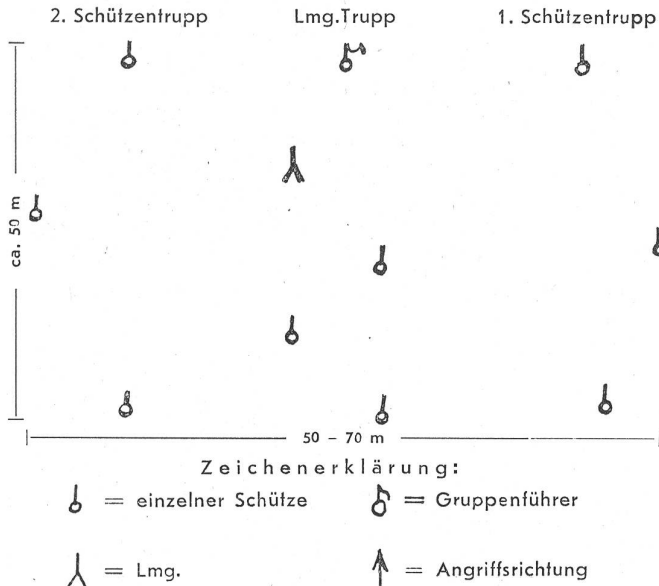 2. Schützentrupp Lmg.Trupp 1. Schützentrupp
ca. 50 m
50 – 70 m
Zeichenerklärung:
= einzelner Schütze = Gruppenführer
= Lmg. = Angriffsrichtung